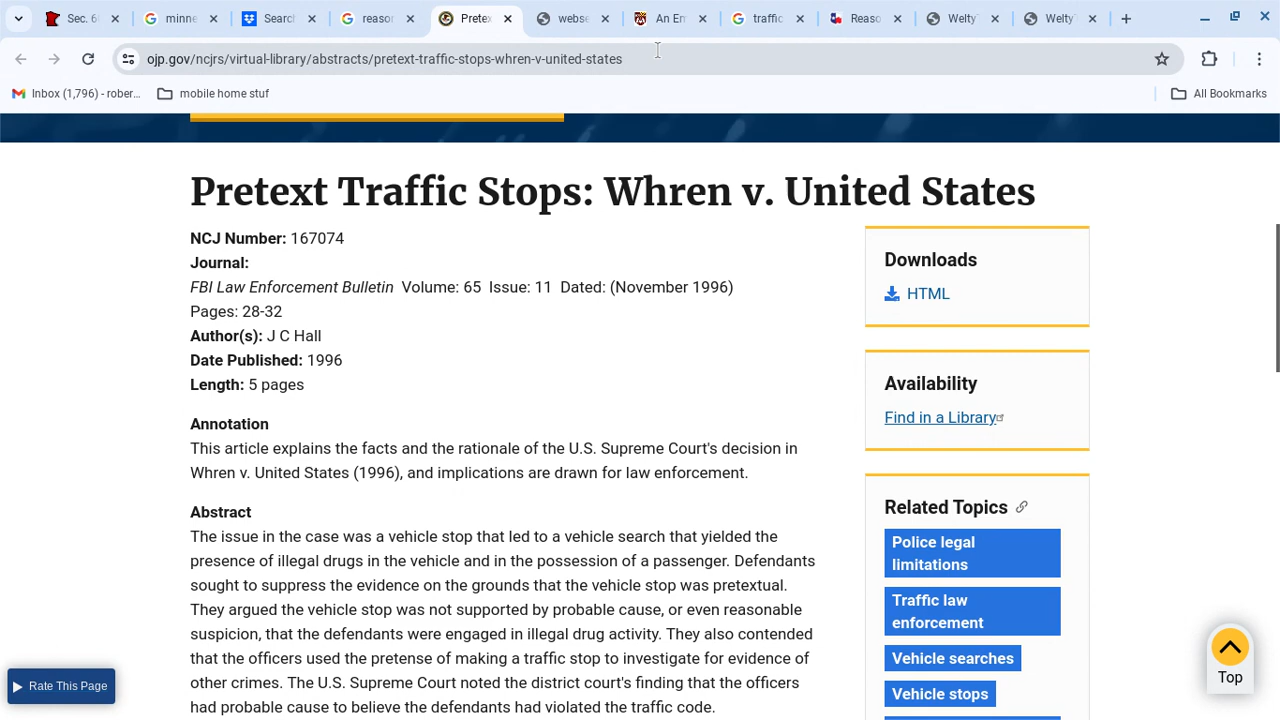 Sec. 6
minne
Search
reason
Pretex
webse
An Em
traffic
Reaso
Welty
Welty
ojp.gov/ncjrs/virtual-library/abstracts/pretext-traffic-stops-whren-v-united-states
Inbox (1,796) - rober...
mobile home stuf
All Bookmarks
Pretext Traffic Stops: Whren v. United States
NCJ Number: 167074
Journal:
FBI Law Enforcement Bulletin Volume: 65 Issue: 11 Dated: (November 1996)
Pages: 28-32
Author(s): J C Hall
Date Published: 1996
Length: 5 pages
Annotation
This article explains the facts and the rationale of the U.S. Supreme Court's decision in
Whren v. United States (1996), and implications are drawn for law enforcement.
Abstract
The issue in the case was a vehicle stop that led to a vehicle search that yielded the
presence of illegal drugs in the vehicle and in the possession of a passenger. Defendants
sought to suppress the evidence on the grounds that the vehicle stop was pretextual.
They argued the vehicle stop was not supported by probable cause, or even reasonable
suspicion, that the defendants were engaged in illegal drug activity. They also contended
that the officers used the pretense of making a traffic stop to investigate for evidence of
other crimes. The U.S. Supreme Court noted the district court's finding that the officers
had probable cause to believe the defendants had violated the traffic code.
Downloads
HTML
Availability
Find in a Library
Related Topics
Police legal
limitations
Traffic law
enforcement
Vehicle searches
Vehicle stops
Rate This Page
Top